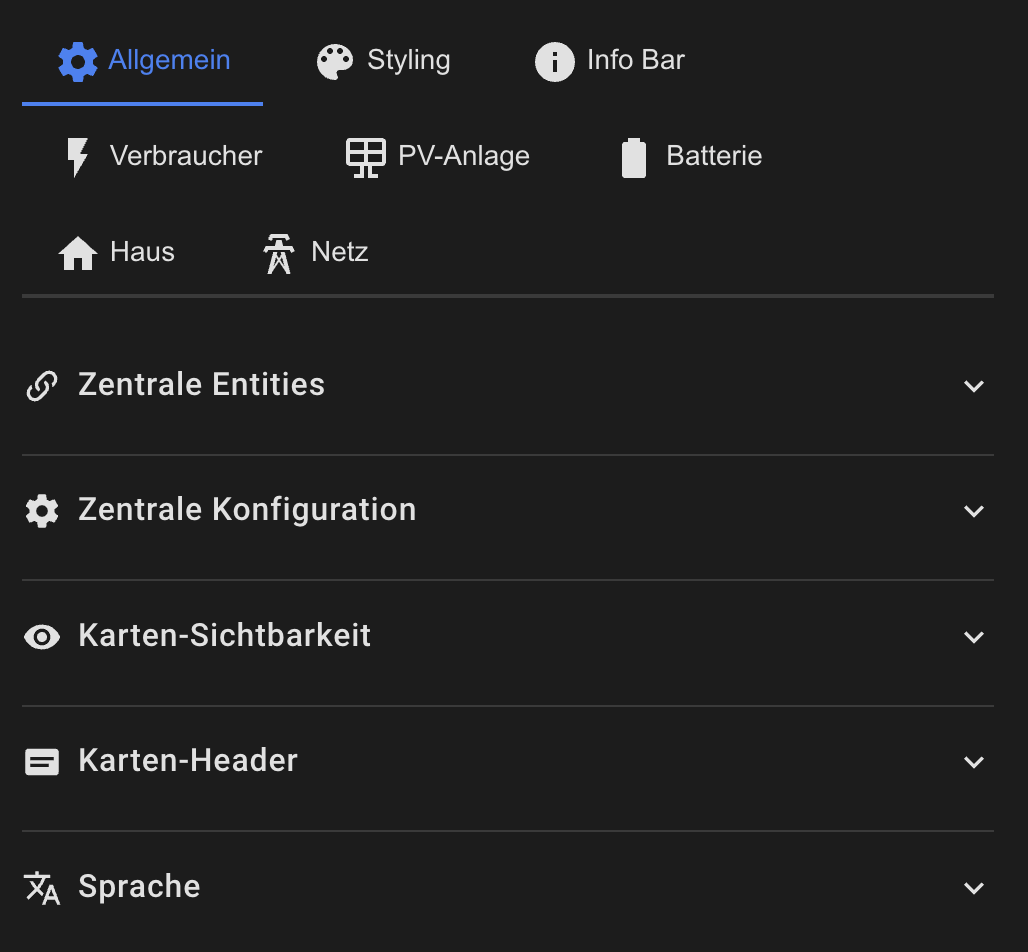 Allgemein Styling Info Bar
Verbraucher PV-Anlage Batterie
Haus Netz
Zentrale Entities
Zentrale Konfiguration
Karten-Sichtbarkeit
Karten-Header
Sprache